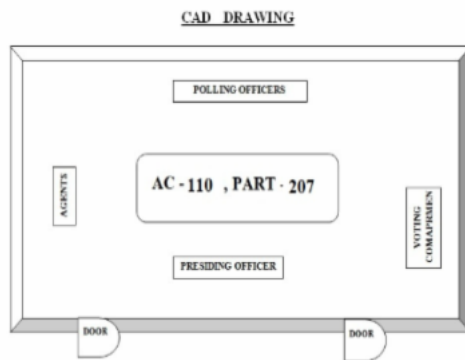 CAD DRAWING
POLLING OFFICERS
AGENTS
AC - 110 , PART - 207
VOTING
COMAPRMEN
PRESIDING OFFICER
DOOR
DOOR